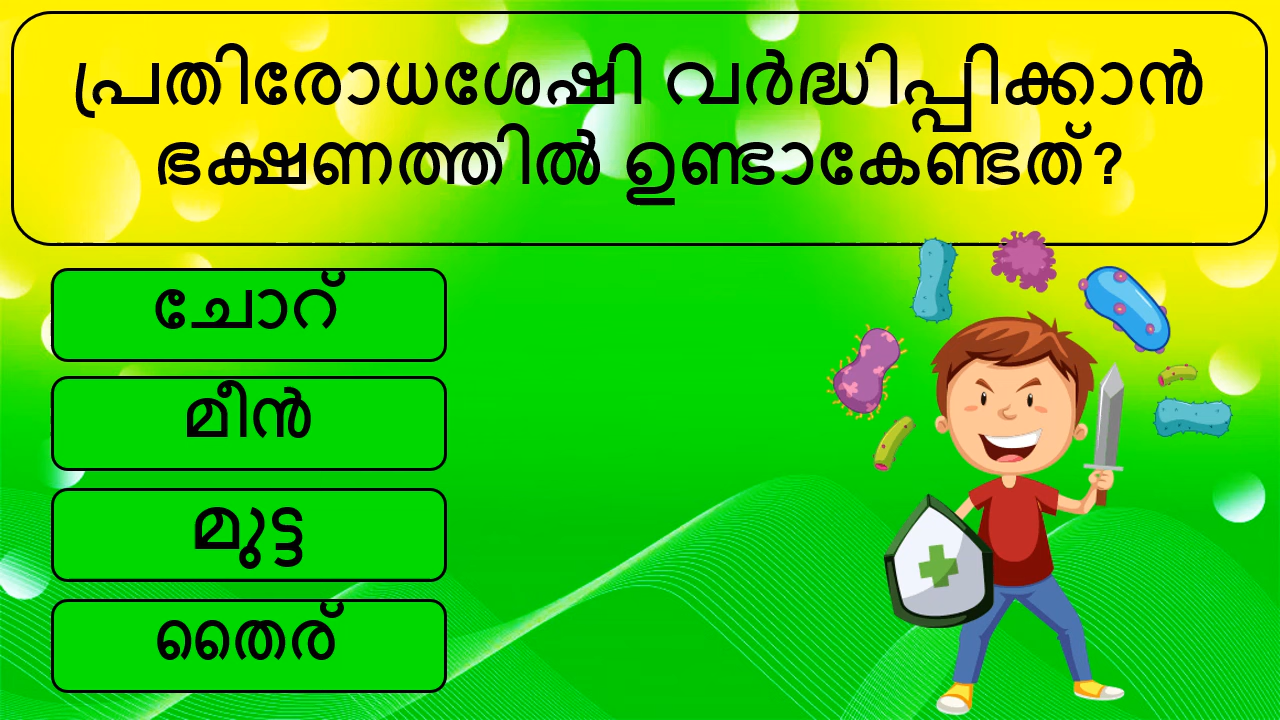 പ്രതിരോധശേഷി വർദ്ധിപ്പിക്കാൻ
ഭക്ഷണത്തിൽ ഉണ്ടാകേണ്ടത്?
ചോറ്
മീൻ
മുട്ട
തൈര്